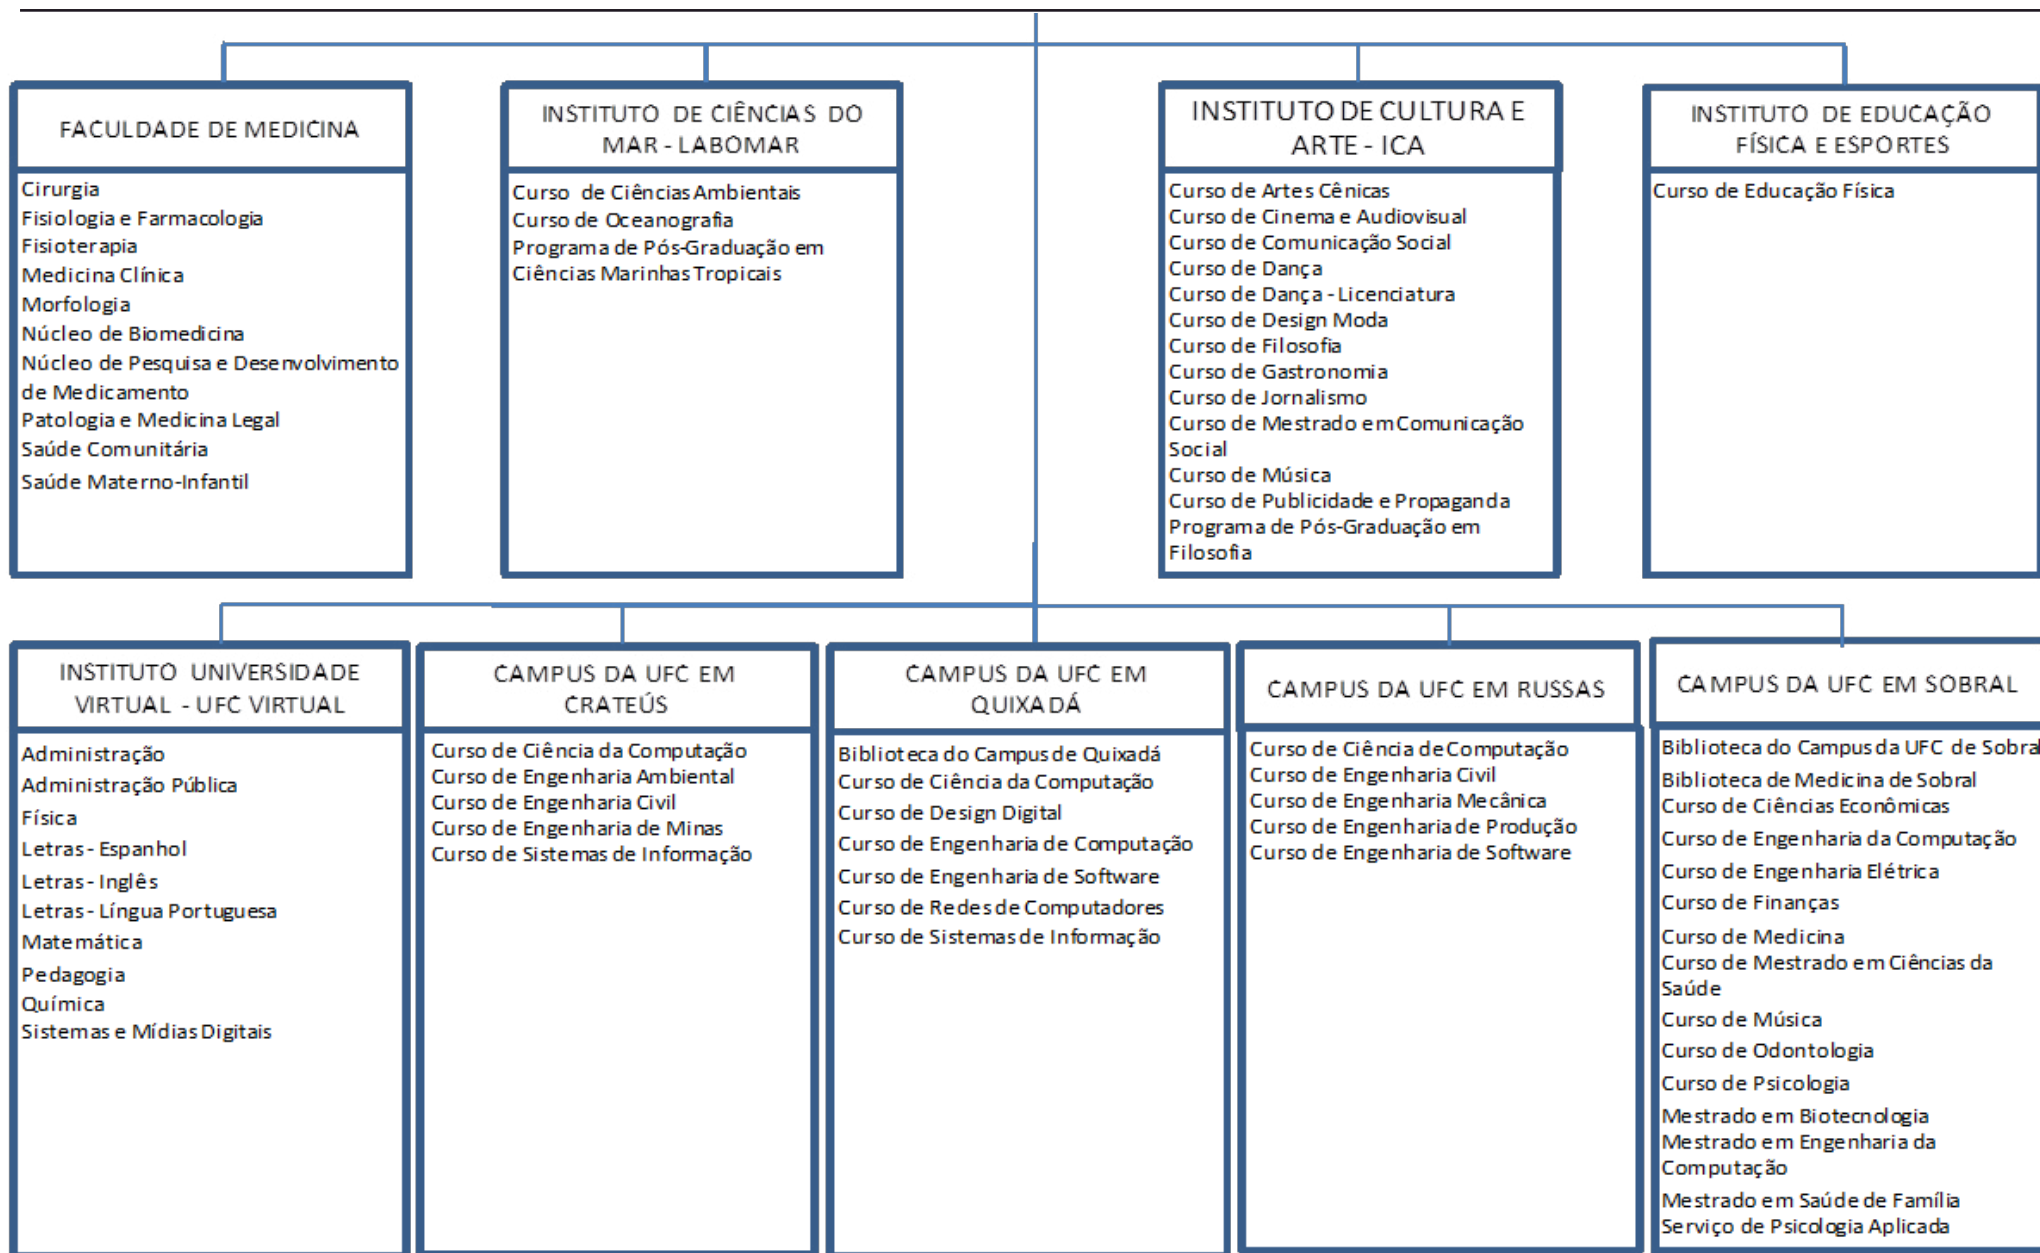 FACULDADE DE MEDICINA
Cirurgia
Fisiologia e Farmacologia
Fisioterapia
Medicina Clínica
Morfologia
Núcleo de Biomedicina
Núcleo de Pesquisa e Desenvolvimento
de Medicamento
Patologia e Medicina Legal
Saúde Comunitária
Saúde Materno-Infantil
INSTITUTO DE CIÊNCIAS DO
MAR - LABOMAR
Curso de Ciências Ambientais
Curso de Oceanografia
Programa de Pós-Graduação em
Ciências Marinhas Tropicais
INSTITUTO DE CULTURA E
ARTE - ICA
Curso de Artes Cênicas
Curso de Cinema e Audiovisual
Curso de Comunicação Social
Curso de Dança
Curso de Dança - Licenciatura
Curso de Design Moda
Curso de Filosofia
Curso de Gastronomia
Curso de Jornalismo
Curso de Mestrado em Comunicação
Social
Curso de Música
Curso de Publicidade e Propaganda
Programa de Pós-Graduação em
Filosofia
INSTITUTO DE EDUCAÇÃO
FÍSICA E ESPORTES
Curso de Educação Física
INSTITUTO UNIVERSIDADE
VIRTUAL - UFC VIRTUAL
Administração
Administração Pública
Física
Letras - Espanhol
Letras - Inglês
Letras - Língua Portuguesa
Matemática
Pedagogia
Química
Sistemas e Mídias Digitais
CAMPUS DA UFC EM
CRATEÚS
Curso de Ciência da Computação
Curso de Engenharia Ambiental
Curso de Engenharia Civil
Curso de Engenharia de Minas
Curso de Sistemas de Informação
CAMPUS DA UFC EM
QUIXADÁ
Biblioteca do Campus de Quixadá
Curso de Ciência da Computação
Curso de Design Digital
Curso de Engenharia de Computação
Curso de Engenharia de Software
Curso de Redes de Computadores
Curso de Sistemas de Informação
CAMPUS DA UFC EM RUSSAS
Curso de Ciência de Computação
Curso de Engenharia Civil
Curso de Engenharia Mecânica
Curso de Engenharia de Produção
Curso de Engenharia de Software
CAMPUS DA UFC EM SOBRAL
Biblioteca do Campus da UFC de Sobral
Biblioteca de Medicina de Sobral
Curso de Ciências Econômicas
Curso de Engenharia da Computação
Curso de Engenharia Elétrica
Curso de Finanças
Curso de Medicina
Curso de Mestrado em Ciências da
Saúde
Curso de Música
Curso de Odontologia
Curso de Psicologia
Mestrado em Biotecnologia
Mestrado em Engenharia da
Computação
Mestrado em Saúde de Família
Serviço de Psicologia Aplicada